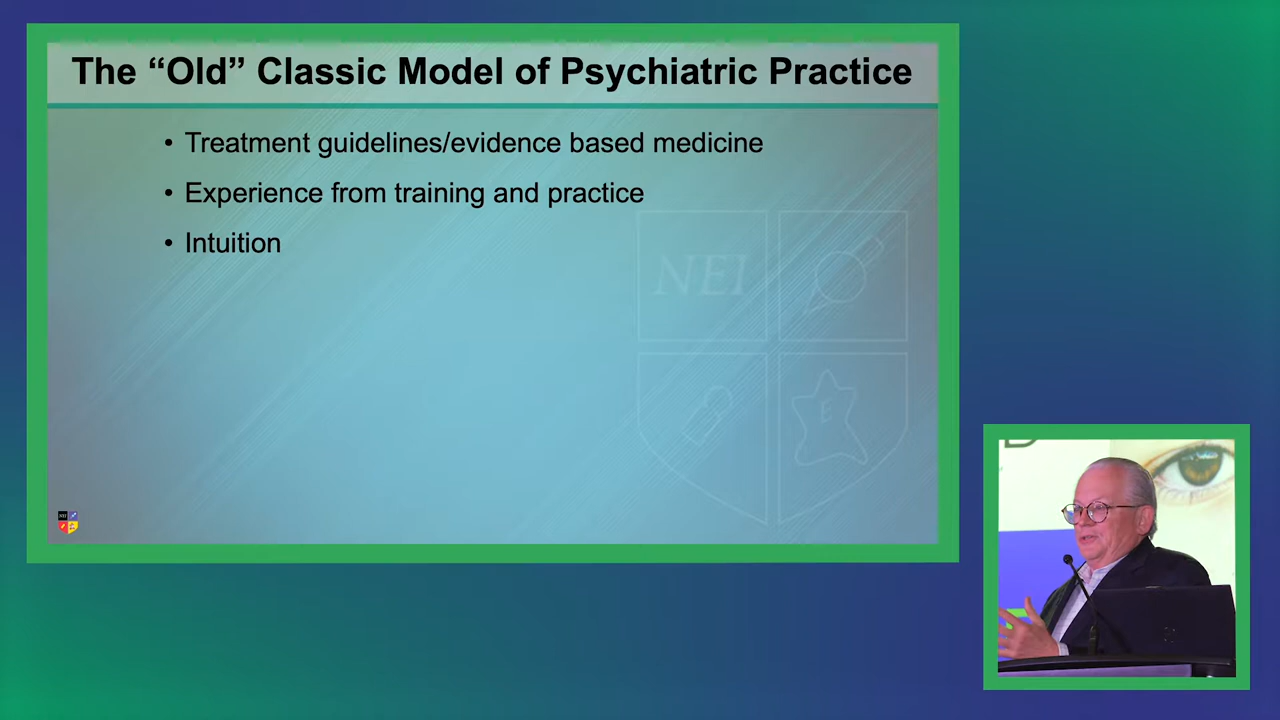 The “Old” Classic Model of Psychiatric Practice
• Treatment guidelines/evidence based medicine
• Experience from training and practice
• Intuition
NEI
E